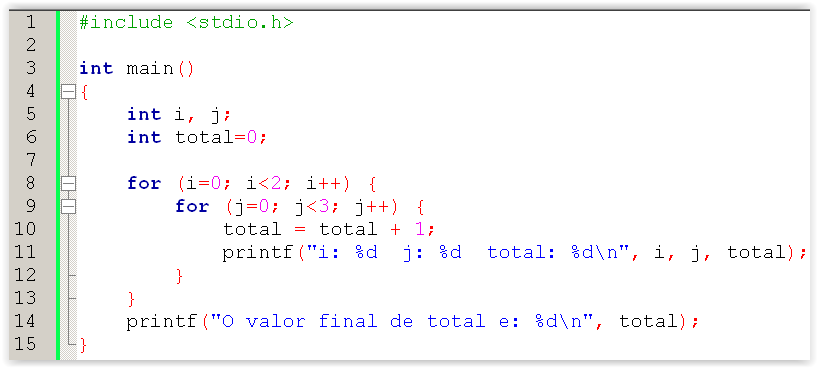 1 #include <stdio.h>
2
3 int main()
4 {
5     int i, j;
6     int total=0;
7
8     for (i=0; i<2; i++) {
9         for (j=0; j<3; j++) {
10             total = total + 1;
11             printf("i: %d  j: %d  total: %d\n", i, j, total);
12         }
13     }
14     printf("O valor final de total e: %d\n", total);
15 }